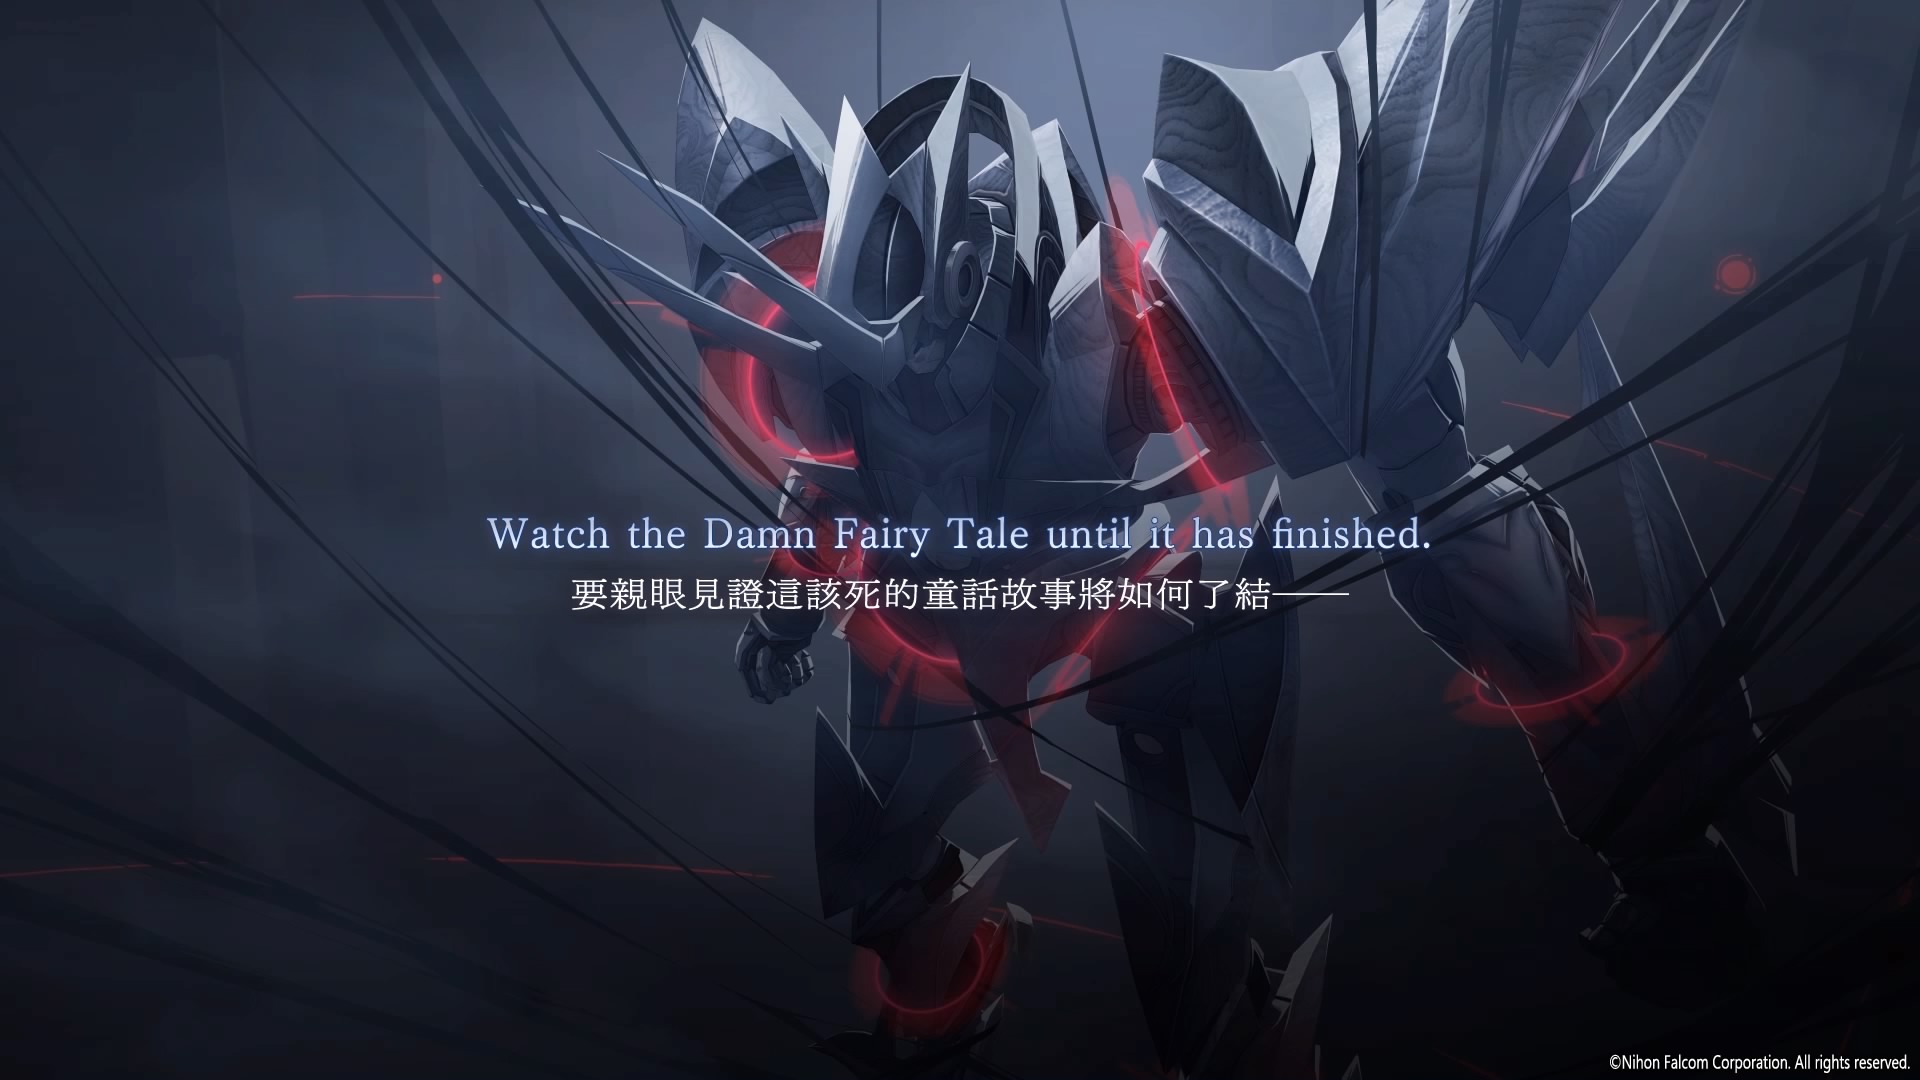 Watch the Damn Fairy Tale until it has finished.
要親眼見證這該死的童話故事將如何了結——
©Nihon Falcom Corporation. All rights reserved.